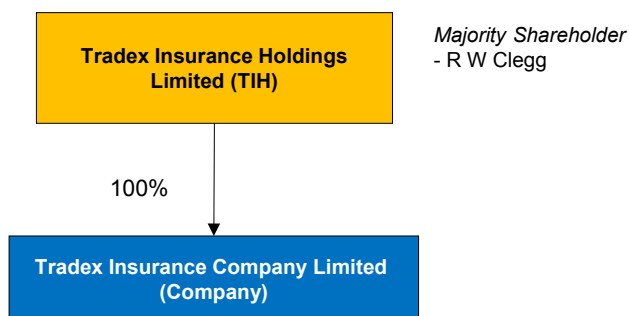 Tradex Insurance Holdings
Limited (TIH)
Majority Shareholder
- R W Clegg
100%
Tradex Insurance Company Limited
(Company)